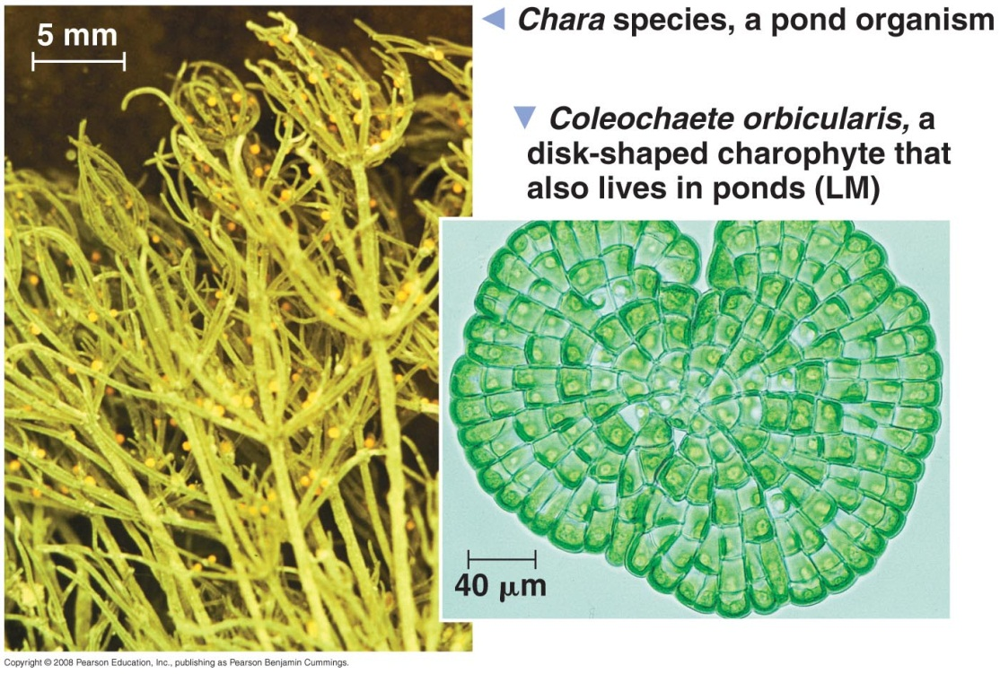 5 mm
Chara species, a pond organism
Coleochaete orbicularis, a
disk-shaped charophyte that
also lives in ponds (LM)
40 μm
Copyright © 2008 Pearson Education, Inc., publishing as Pearson Benjamin Cummings.